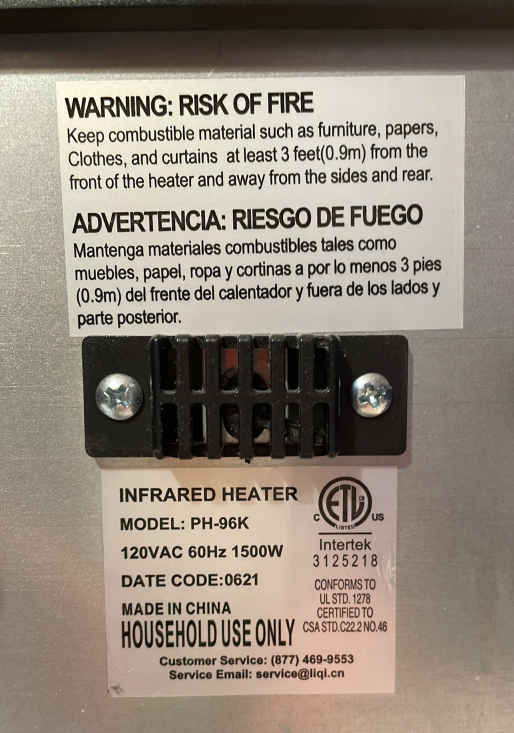 WARNING: RISK OF FIRE
Keep combustible material such as furniture, papers,
Clothes, and curtains at least 3 feet(0.9m) from the
front of the heater and away from the sides and rear.
ADVERTENCIA: RIESGO DE FUEGO
Mantenga materiales combustibles tales como
muebles, papel, ropa y cortinas a por lo menos 3 pies
(0.9m) del frente del calentador y fuera de los lados y
parte posterior.
INFRARED HEATER
MODEL: PH-96K
120VAC 60Hz 1500W
DATE CODE:0621
MADE IN CHINA
HOUSEHOLD USE ONLY
ETL
LISTED
C US
Intertek
3125218
CONFORMS TO
UL STD. 1278
CERTIFIED TO
CSA STD.C22.2 NO.46
Customer Service: (877) 469-9553
Service Email: service@liqi.cn